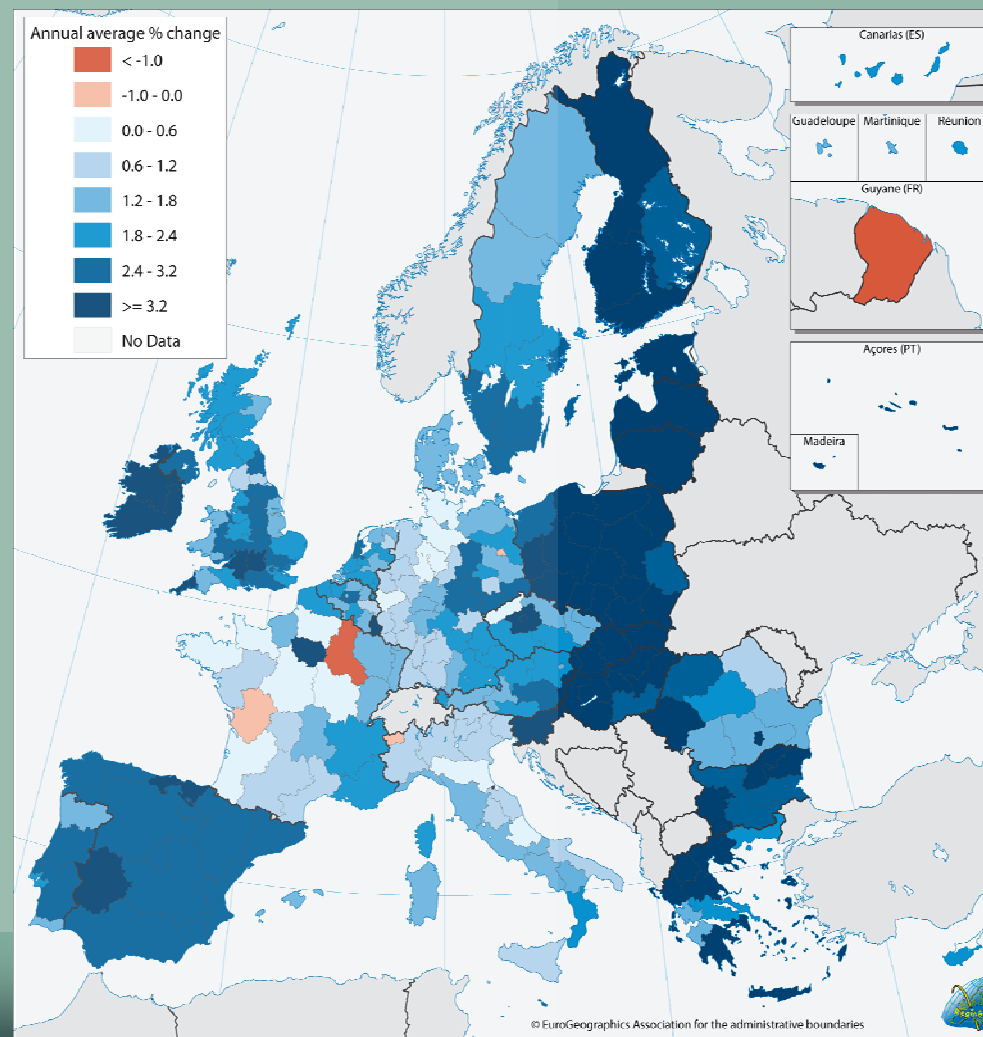 Annual average % change
< -1.0
-1.0 - 0.0
0.0 - 0.6
0.6 - 1.2
1.2 - 1.8
1.8 - 2.4
2.4 - 3.2
>= 3.2
No Data
Canarias (ES)
Guadeloupe Martinique Réunion
Guyane (FR)
Açores (PT)
Madeira
© EuroGeographics Association for the administrative boundaries